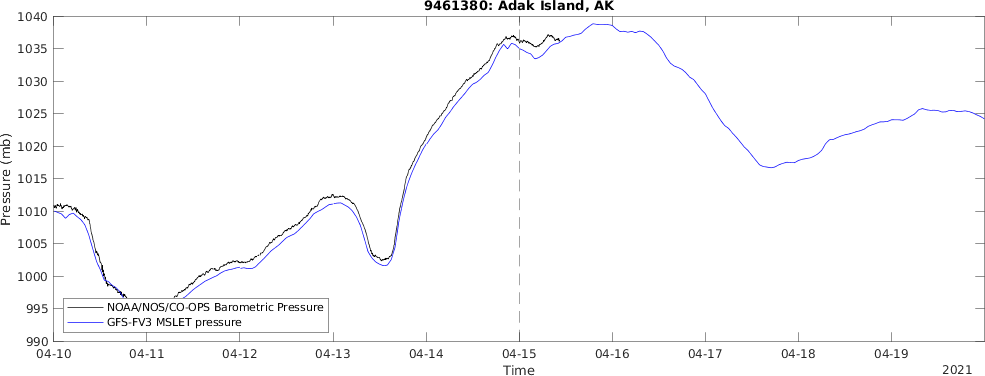 9461380: Adak Island, AK
Pressure (mb)
1040
1035
1030
1025
1020
1015
1010
1005
1000
995
990
NOAA/NOS/CO-OPS Barometric Pressure
GFS-FV3 MSLET pressure
04-10 04-11 04-12 04-13 04-14 04-15 04-16 04-17 04-18 04-19
Time
2021